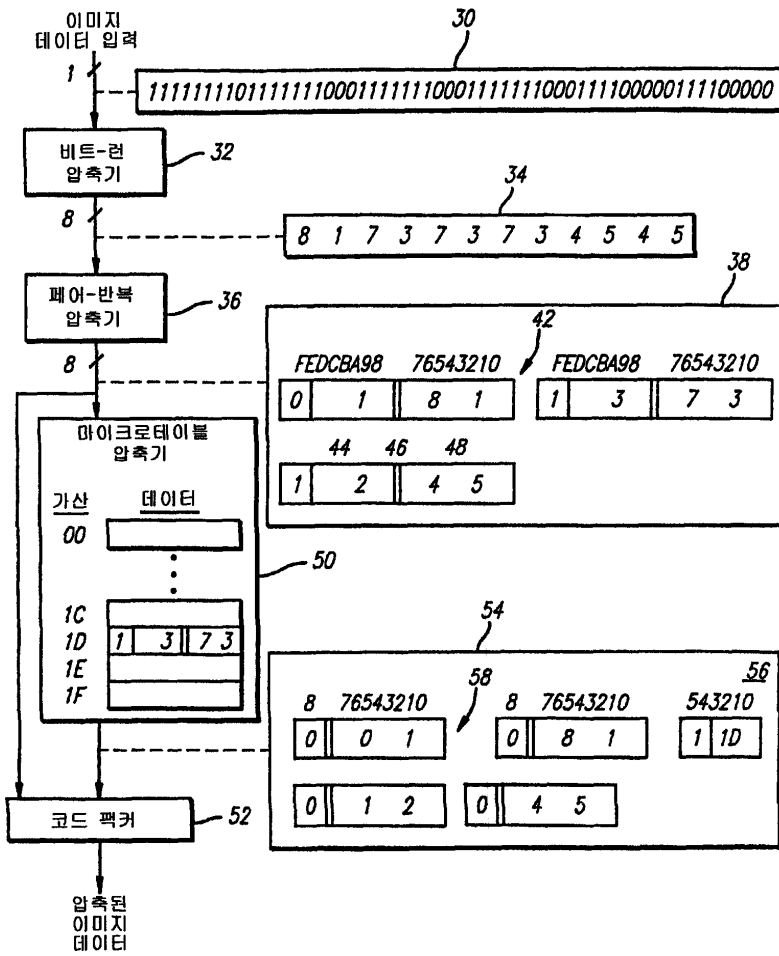 이미지
데이터 입력
30
1
111111110111111100011111110001111111000111100000111100000
비트-런
압축기
32
34
8
8 1 7 3 7 3 7 3 4 5 4 5
페어-반복
압축기
36
38
8
42
FEDCBA98 76543210 FEDCBA98 76543210
0 1 8 1 1 3 7 3
44 46 48
1 2 4 5
마이크로테이블
압축기
가산 데이터
00
50
1C
1D 1 3 7 3
1E
1F
54
56
58
8 76543210 8 76543210 543210
0 0 1 0 8 1 1 1D
0 1 2 0 4 5
코드 팩커
52
압축된
이미지
데이터